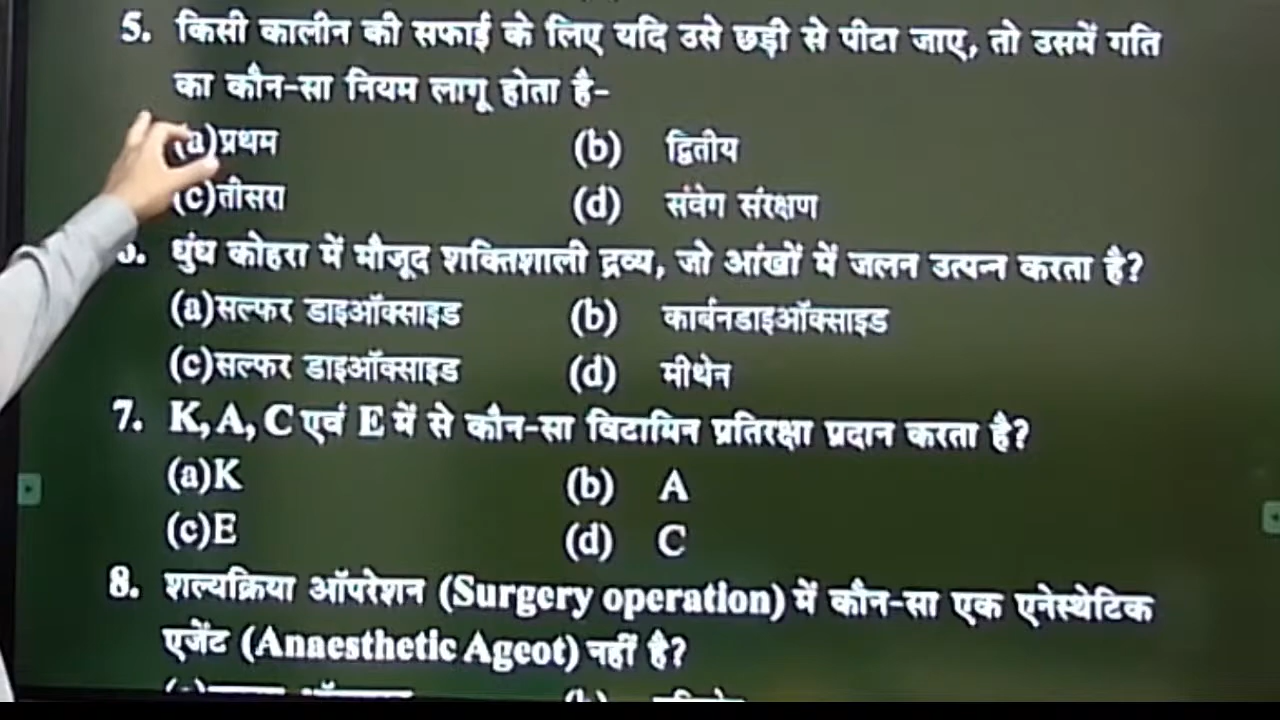 5. किसी कालीन की सफाई के लिए यदि उसे छड़ी से पीटा जाए, तो उसमें गति
का कौन-सा नियम लागू होता है-
(a)प्रथम (b) द्वितीय
(c)तीसरा (d) संवेग संरक्षण
6. धुंध कोहरा में मौजूद शक्तिशाली द्रव्य, जो आंखों में जलन उत्पन्न करता है?
(a)सल्फर डाइऑक्साइड (b) कार्बनडाइऑक्साइड
(c)सल्फर डाइऑक्साइड (d) मीथेन
7. K, A, C एवं E में से कौन-सा विटामिन प्रतिरक्षा प्रदान करता है?
(a)K (b) A
(c)E (d) C
8. शल्यक्रिया ऑपरेशन (Surgery operation) में कौन-सा एक एनेस्थेटिक
एजेंट (Anaesthetic Ageot) नहीं है?